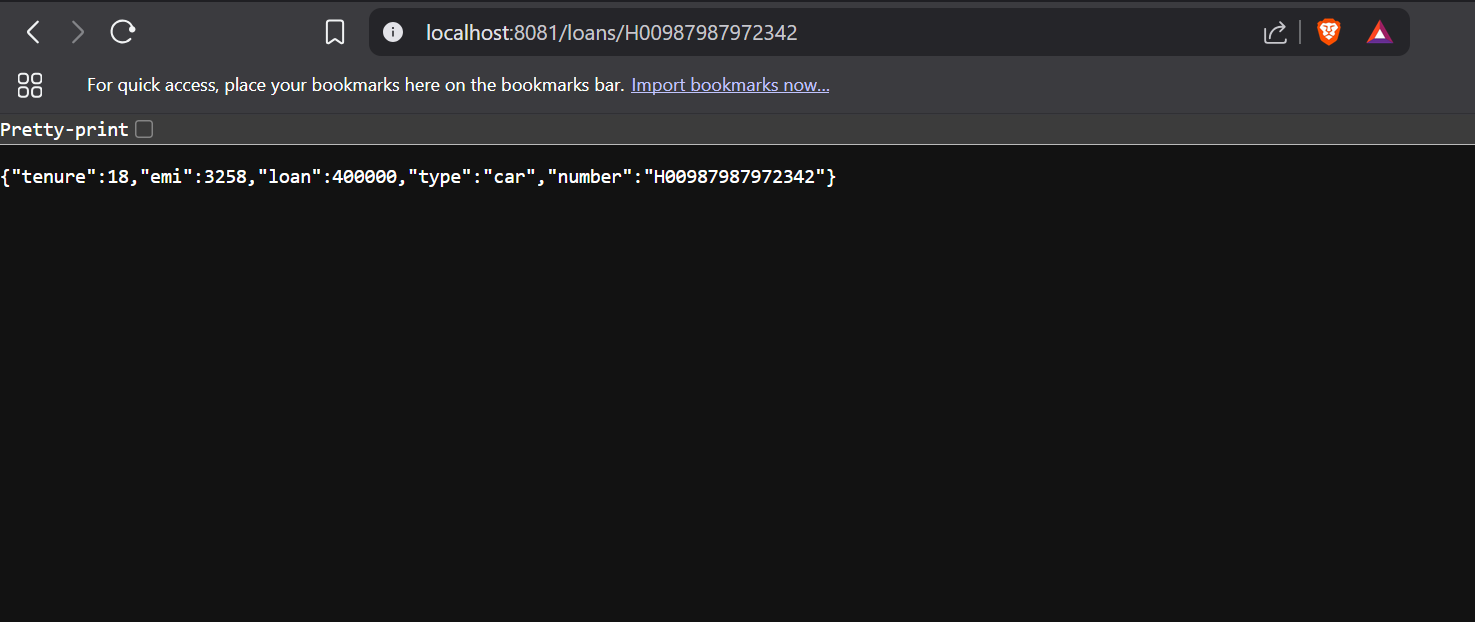 localhost:8081/loans/H00987987972342
For quick access, place your bookmarks here on the bookmarks bar. Import bookmarks now...
Pretty-print
{"tenure":18,"emi":3258,"loan":400000,"type":"car","number":"H00987987972342"}